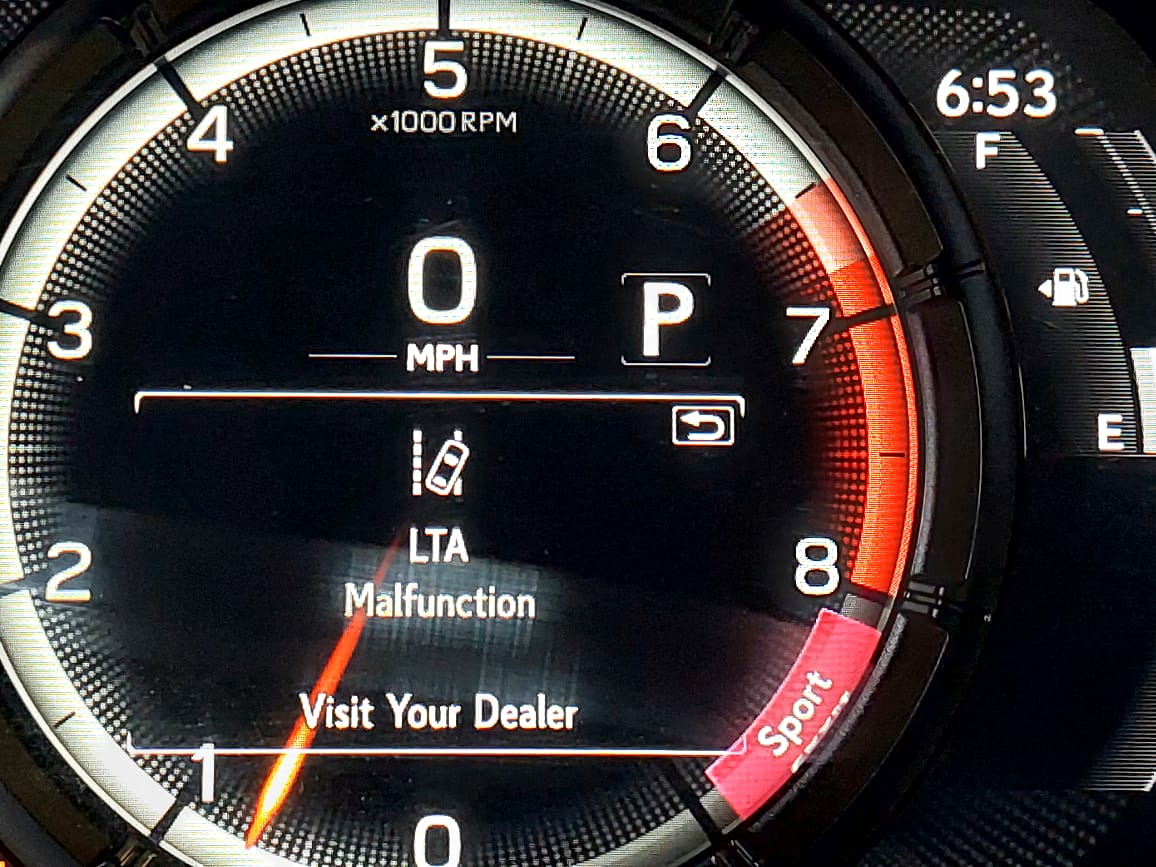 5
x1000 RPM
4
6
6:53
F
0
P
3
7
MPH
E
LTA
2
8
Malfunction
Visit Your Dealer
Sport
1
0